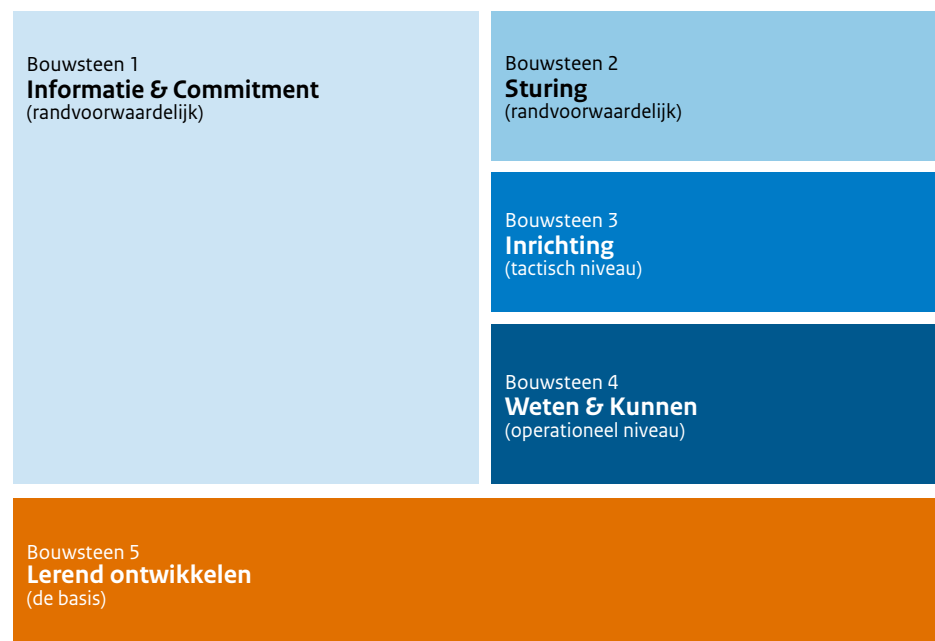 Bouwsteen 1
Informatie & Commitment
(randvoorwaardelijk)
Bouwsteen 2
Sturing
(randvoorwaardelijk)
Bouwsteen 3
Inrichting
(tactisch niveau)
Bouwsteen 4
Weten & Kunnen
(operationeel niveau)
Bouwsteen 5
Lerend ontwikkelen
(de basis)